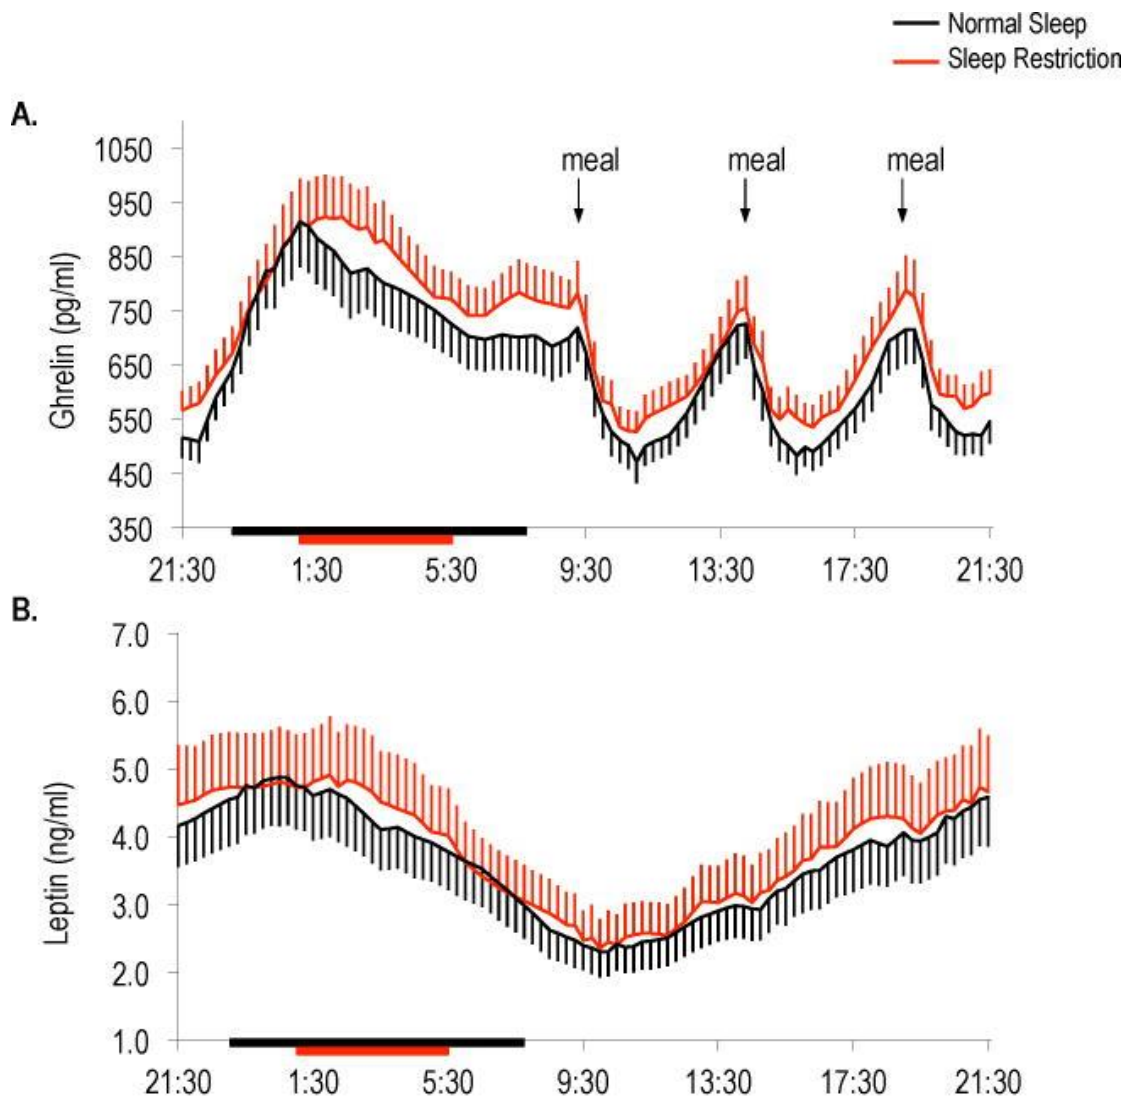 Normal Sleep
Sleep Restriction
A.
1050
950
850
750
650
550
450
350
Ghrelin (pg/ml)
meal meal meal
21:30 1:30 5:30 9:30 13:30 17:30 21:30
B.
7.0
6.0
5.0
4.0
3.0
2.0
1.0
Leptin (ng/ml)
21:30 1:30 5:30 9:30 13:30 17:30 21:30